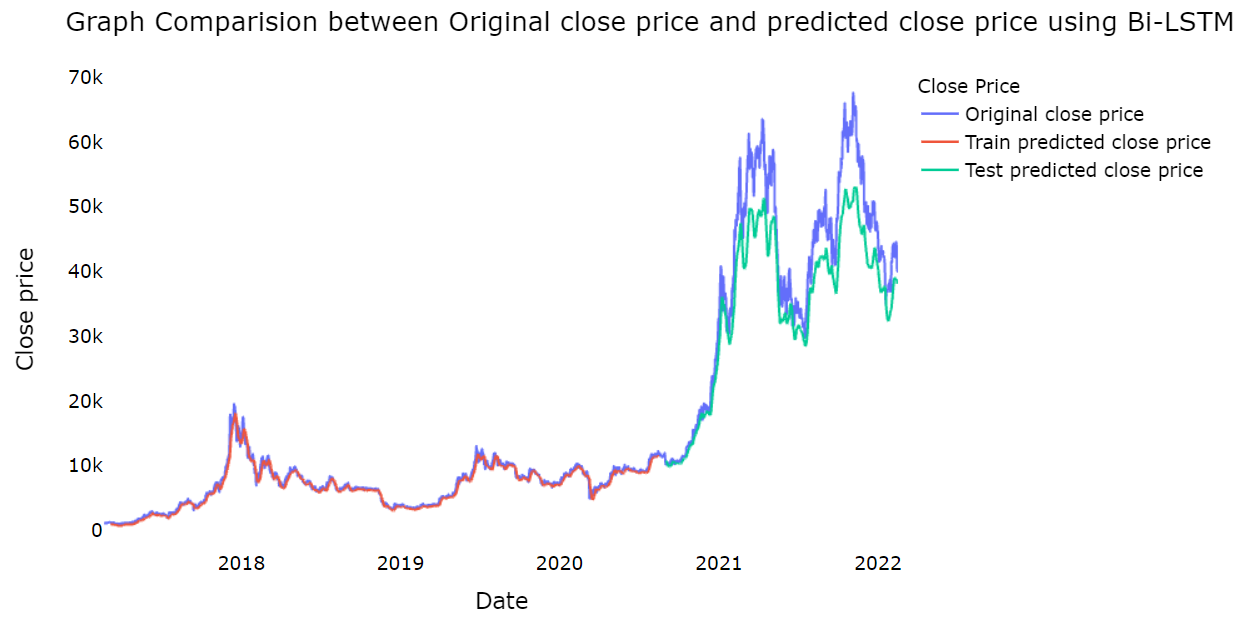 Graph Comparision between Original close price and predicted close price using Bi-LSTM
70k
60k
50k
40k
30k
20k
10k
0
Close price
2018
2019
2020
2021
2022
Date
Close Price
Original close price
Train predicted close price
Test predicted close price